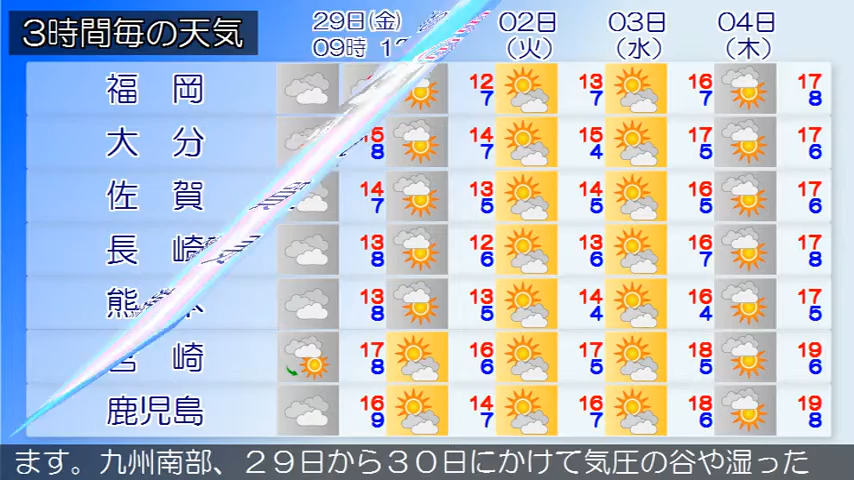 3時間毎の天気
29日(金) 02日 03日 04日
09時 (火) (水) (木)
福岡 12 13 16 17
7 7 7 8
大分 15 14 15 17 17
8 7 4 5 6
佐賀 14 13 14 16 17
7 5 5 5 6
長崎 13 12 13 16 17
8 6 6 7 8
熊 13 13 14 16 17
8 5 4 4 5
宮崎 17 16 17 18 19
8 6 5 5 6
鹿児島 16 14 16 18 19
9 7 7 6 8
ます。九州南部、29日から30日にかけて気圧の谷や湿った